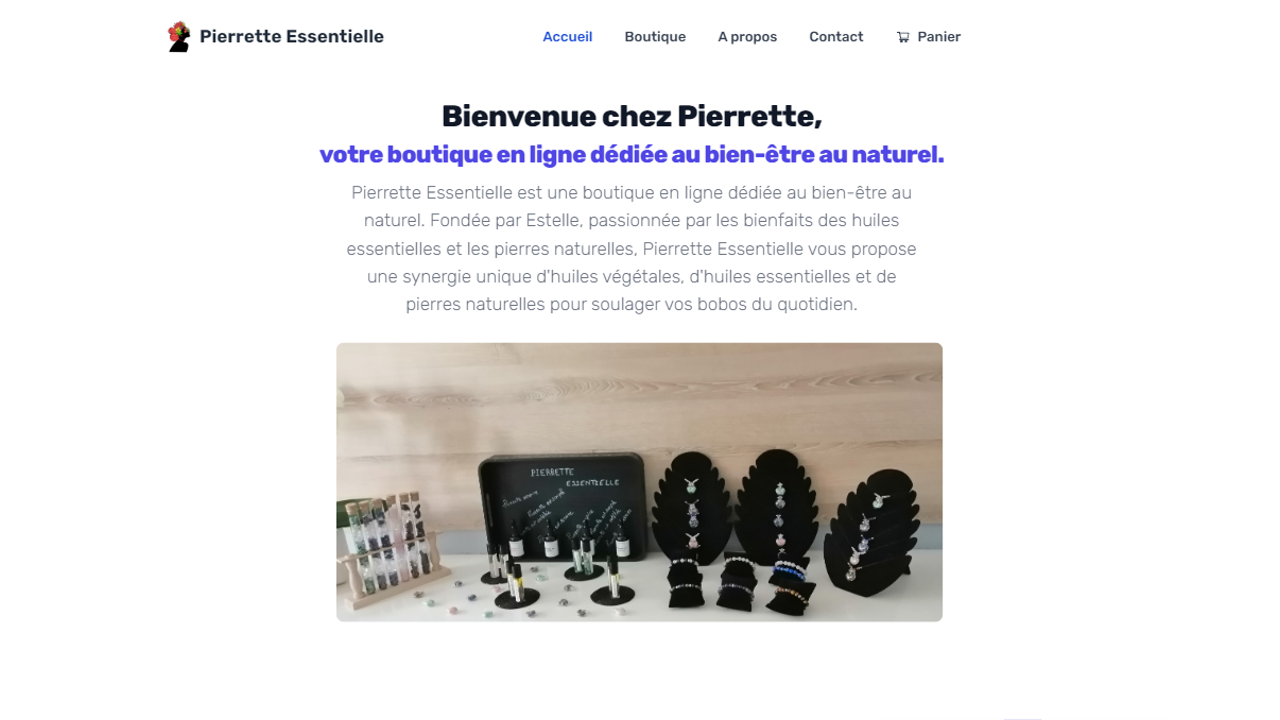 Pierrette Essentielle
Accueil
Boutique
A propos
Contact
Panier
Bienvenue chez Pierrette,
votre boutique en ligne dédiée au bien-être au naturel.
Pierrette Essentielle est une boutique en ligne dédiée au bien-être au
naturel. Fondée par Estelle, passionnée par les bienfaits des huiles
essentielles et les pierres naturelles, Pierrette Essentielle vous propose
une synergie unique d'huiles végétales, d'huiles essentielles et de
pierres naturelles pour soulager vos bobos du quotidien.
PIERRETTE
ESSENTIELLE